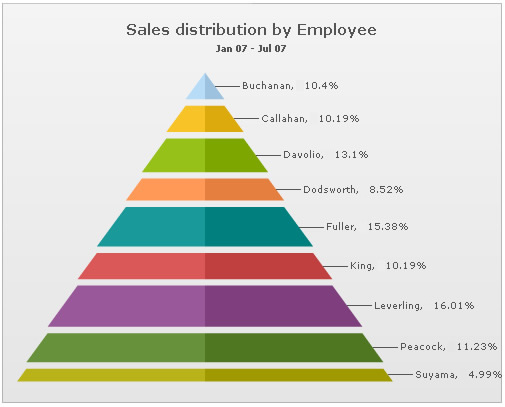 Sales distribution by Employee
Jan 07 - Jul 07
Buchanan, 10.4%
Callahan, 10.19%
Davolio, 13.1%
Dodsworth, 8.52%
Fuller, 15.38%
King, 10.19%
Leverling, 16.01%
Peacock, 11.23%
Suyama, 4.99%